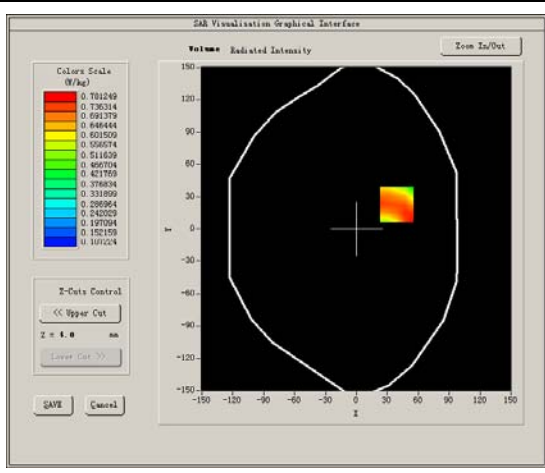 SAR Visualisation Graphical Interface
Volume Radiated Intensity
Zoom In/Out
Colors Scale
(W/kg)
0.781249
0.736314
0.691379
0.646444
0.601509
0.556574
0.511639
0.466704
0.421769
0.376834
0.331899
0.286964
0.242029
0.197094
0.152159
0.107224
150
120
90
60
30
0
-30
-60
-90
-120
-150
Y
-150 -120 -90 -60 -30 0 30 60 90 120 150
X
Z-Cuts Control
<< Upper Cut
Z = 4.0 mm
Lower Cut >>
SAVE Cancel